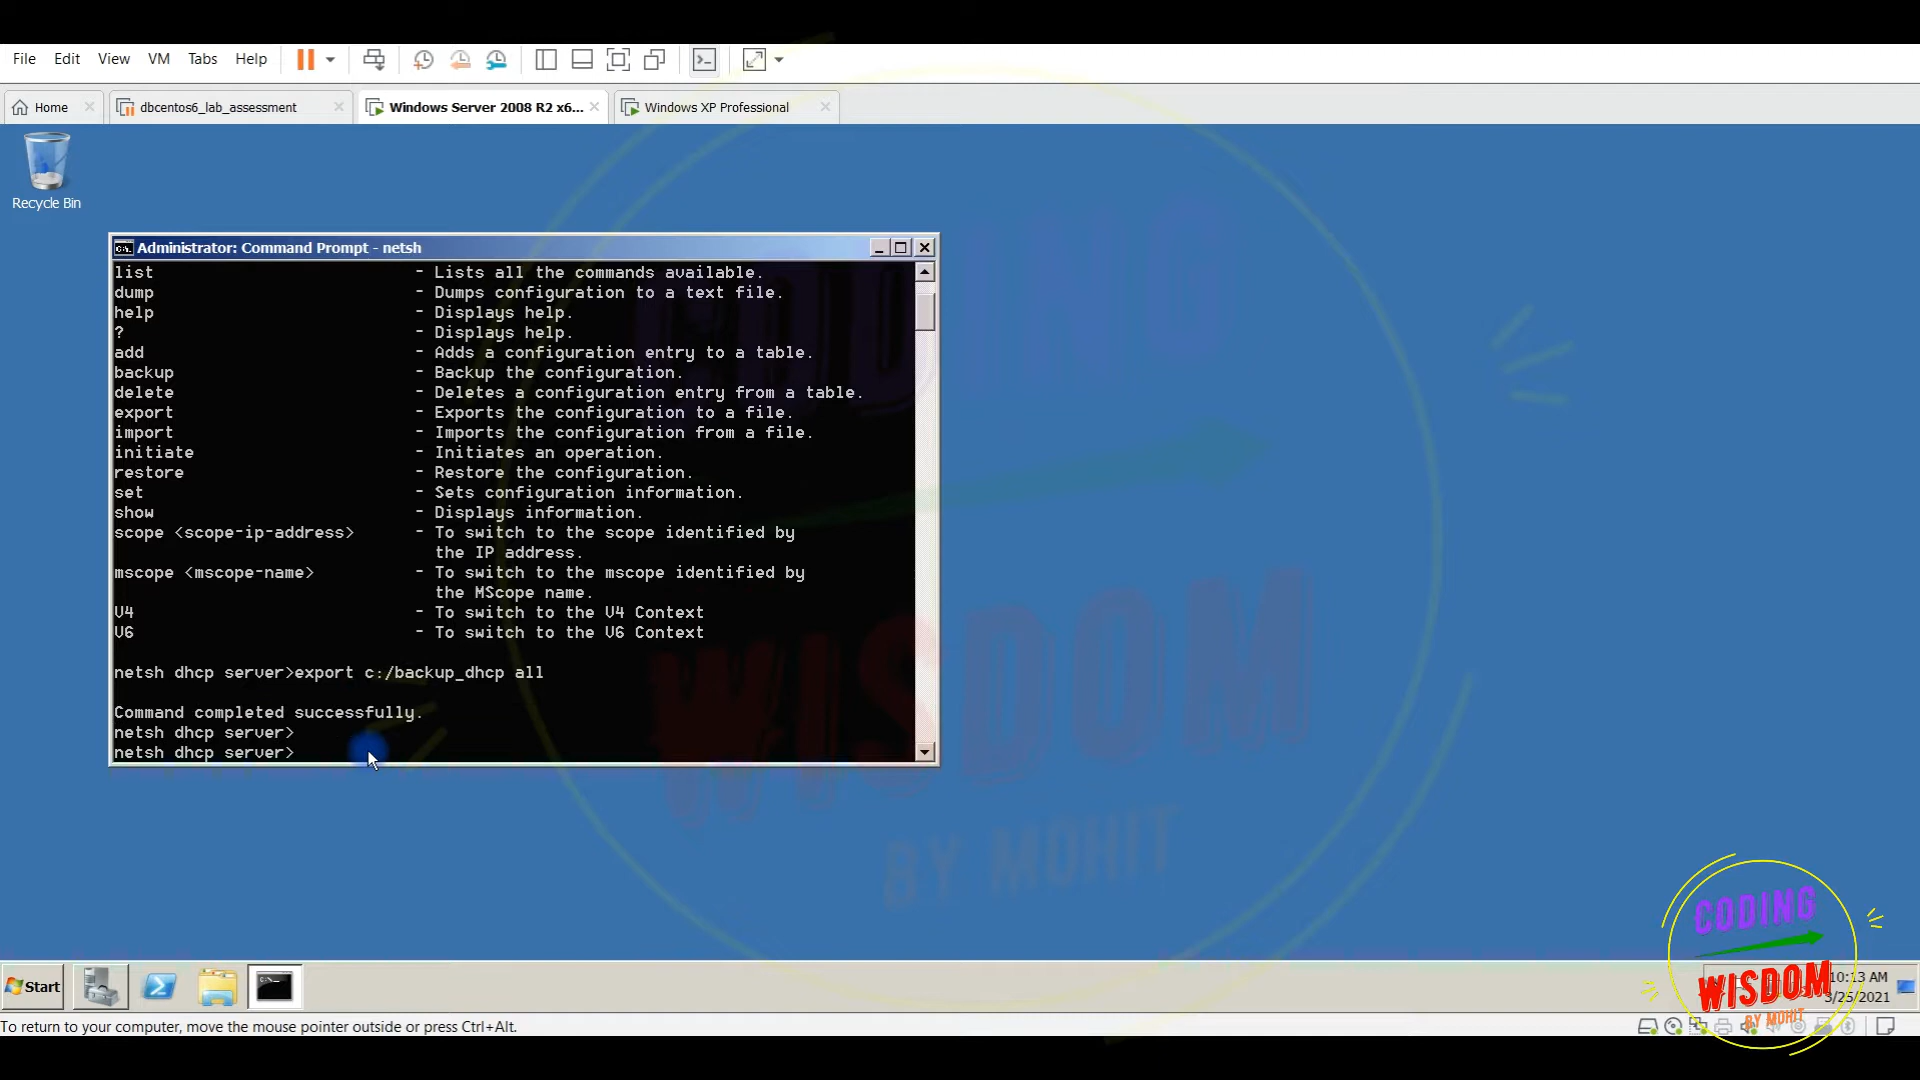 File Edit View VM Tabs Help
Home dbcentos6_lab_assessment Windows Server 2008 R2 x6... Windows XP Professional
Recycle Bin
Administrator: Command Prompt - netsh
list - Lists all the commands available.
dump - Dumps configuration to a text file.
help - Displays help.
? - Displays help.
add - Adds a configuration entry to a table.
backup - Backup the configuration.
delete - Deletes a configuration entry from a table.
export - Exports the configuration to a file.
import - Imports the configuration from a file.
initiate - Initiates an operation.
restore - Restore the configuration.
set - Sets configuration information.
show - Displays information.
scope <scope-ip-address> - To switch to the scope identified by
the IP address.
mscope <mscope-name> - To switch to the mscope identified by
the MScope name.
V4 - To switch to the V4 Context
V6 - To switch to the V6 Context
netsh dhcp server>export c:/backup_dhcp all
Command completed successfully.
netsh dhcp server>
netsh dhcp server>
CODING
WISDOM
BY MOHIT
Start
CODING
WISDOM
BY MOHIT
10:13 AM
3/25/2021
To return to your computer, move the mouse pointer outside or press Ctrl+Alt.